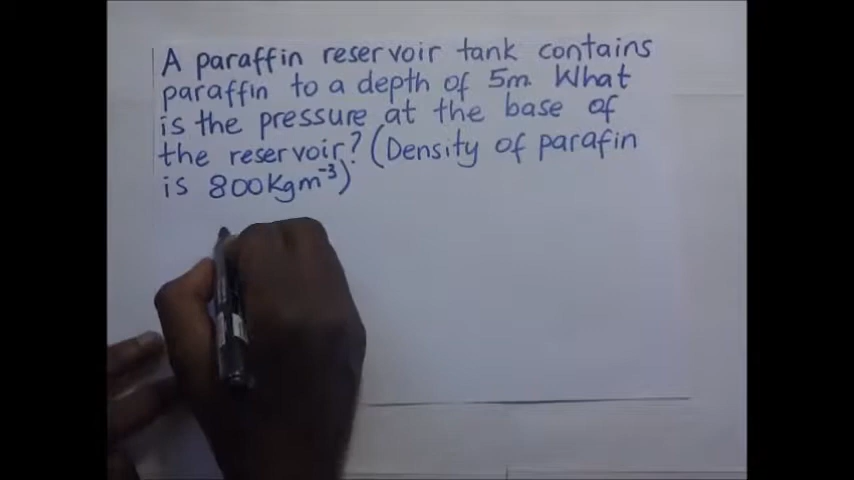 A paraffin reservoir tank contains
paraffin to a depth of 5m. What
is the pressure at the base of
the reservoir? (Density of parafin
is 800Kgm⁻³)